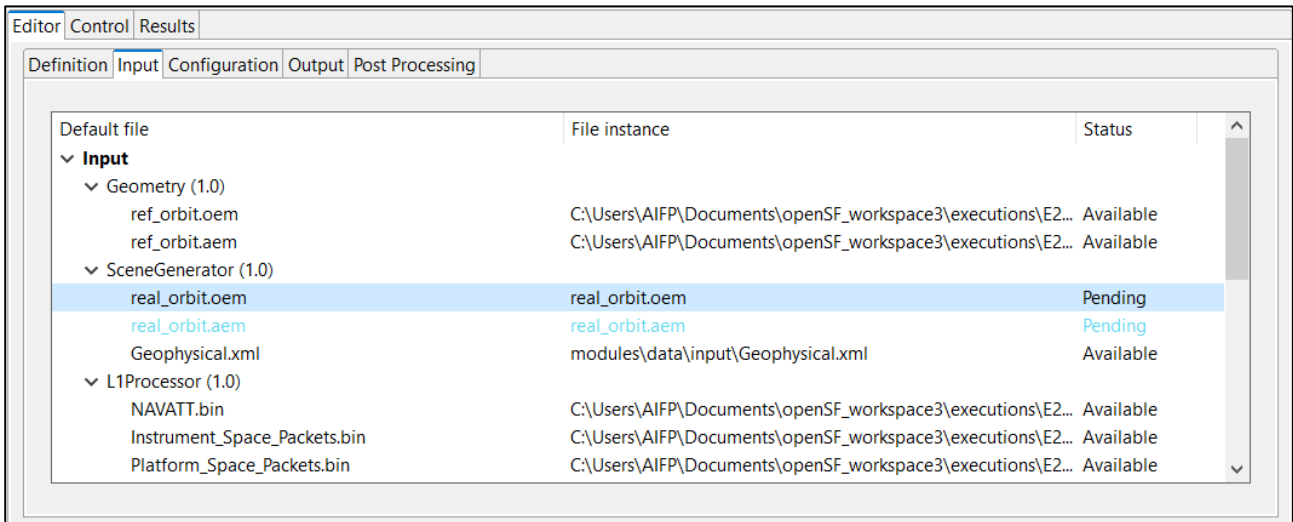 Editor Control Results
Definition Input Configuration Output Post Processing
Default file File instance Status
Input
Geometry (1.0)
ref_orbit.oem C:\Users\AIFP\Documents\openSF_workspace3\executions\E2... Available
ref_orbit.aem C:\Users\AIFP\Documents\openSF_workspace3\executions\E2... Available
SceneGenerator (1.0)
real_orbit.oem real_orbit.oem Pending
real_orbit.aem real_orbit.aem Pending
Geophysical.xml modules\data\input\Geophysical.xml Available
L1Processor (1.0)
NAVATT.bin C:\Users\AIFP\Documents\openSF_workspace3\executions\E2... Available
Instrument_Space_Packets.bin C:\Users\AIFP\Documents\openSF_workspace3\executions\E2... Available
Platform_Space_Packets.bin C:\Users\AIFP\Documents\openSF_workspace3\executions\E2... Available